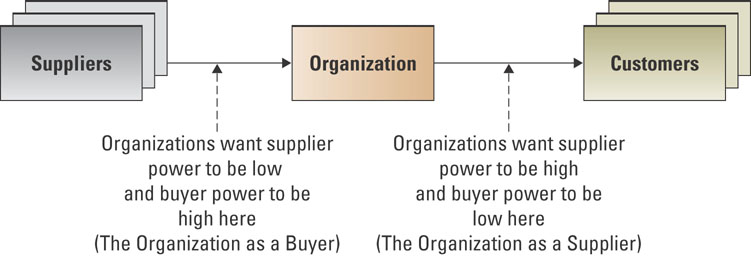 Suppliers
Organization
Customers
Organizations want supplier
power to be low
and buyer power to be
high here
(The Organization as a Buyer)
Organizations want supplier
power to be high
and buyer power to be
low here
(The Organization as a Supplier)